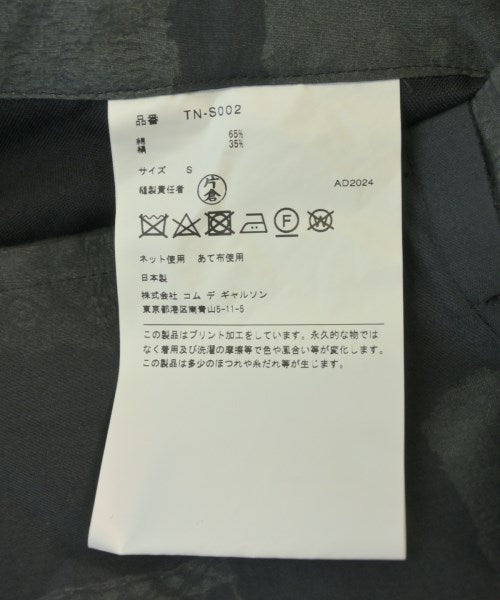 品番 TN-S002
綿 65%
絹 35%
サイズ S
縫製責任者 片倉 AD2024
F W
ネット使用 あて布使用
日本製
株式会社 コム デ ギャルソン
東京都港区南青山5-11-5
この製品はプリント加工をしています。永久的な物では
なく着用及び洗濯の摩擦等で色や風合い等が変化します。
この製品は多少のほつれや糸だれ等が生じます。